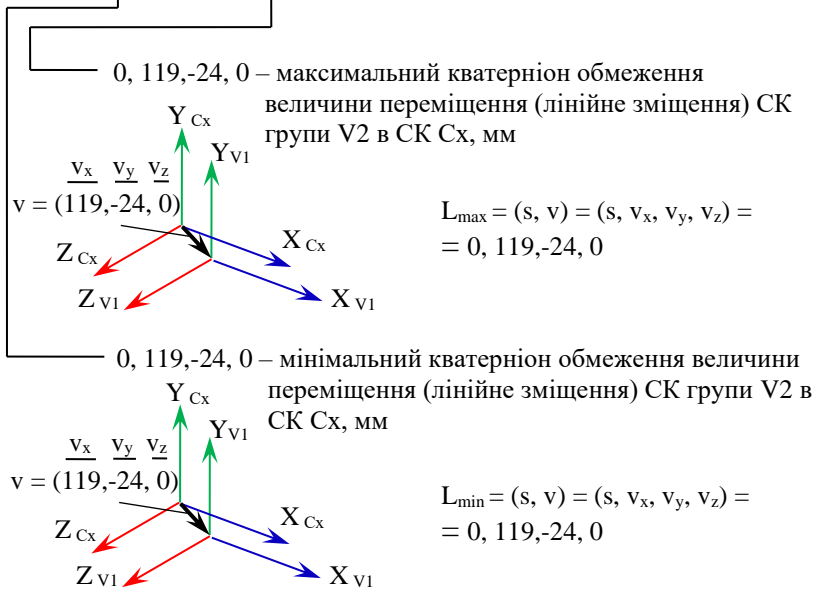 0, 119,-24, 0 – максимальний кватерніон обмеження
величини переміщення (лінійне зміщення) СК
групи V2 в СК Cx, мм
Y Cx
Y V1
vx vy vz
v = (119,-24, 0)
Lmax = (s, v) = (s, vx, vy, vz) =
= 0, 119,-24, 0
Z Cx
X Cx
Z V1
X V1
0, 119,-24, 0 – мінімальний кватерніон обмеження величини
переміщення (лінійне зміщення) СК групи V2 в
СК Cx, мм
Y Cx
Y V1
vx vy vz
v = (119,-24, 0)
Lmin = (s, v) = (s, vx, vy, vz) =
= 0, 119,-24, 0
Z Cx
X Cx
Z V1
X V1